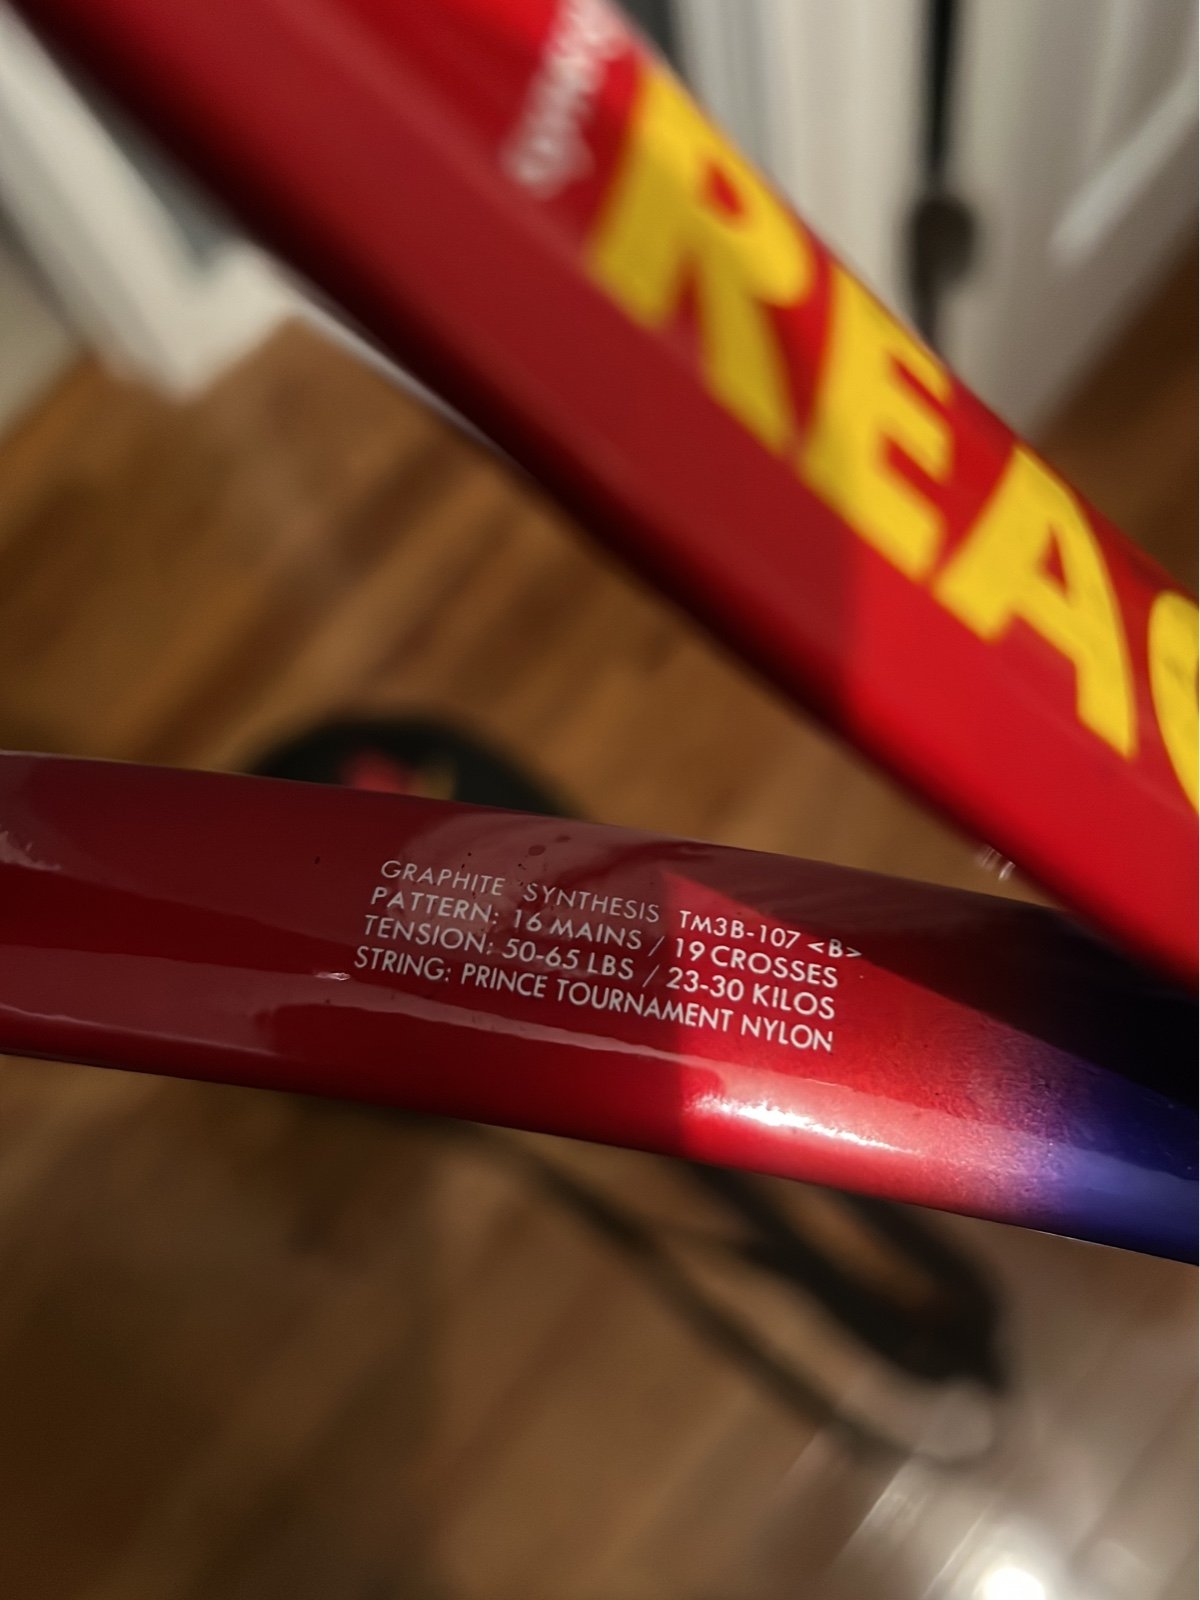 REAC
GRAPHITE SYNTHESIS TM3B-107 <B>
PATTERN: 16 MAINS / 19 CROSSES
TENSION: 50-65 LBS / 23-30 KILOS
STRING: PRINCE TOURNAMENT NYLON